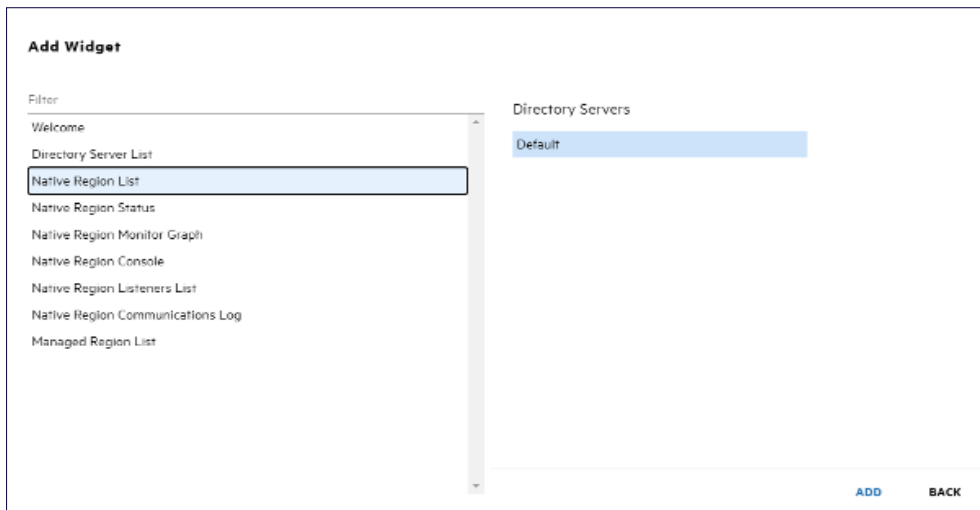 Add Widget
Filter
Welcome
Directory Server List
Native Region List
Native Region Status
Native Region Monitor Graph
Native Region Console
Native Region Listeners List
Native Region Communications Log
Managed Region List
Directory Servers
Default
ADD
BACK